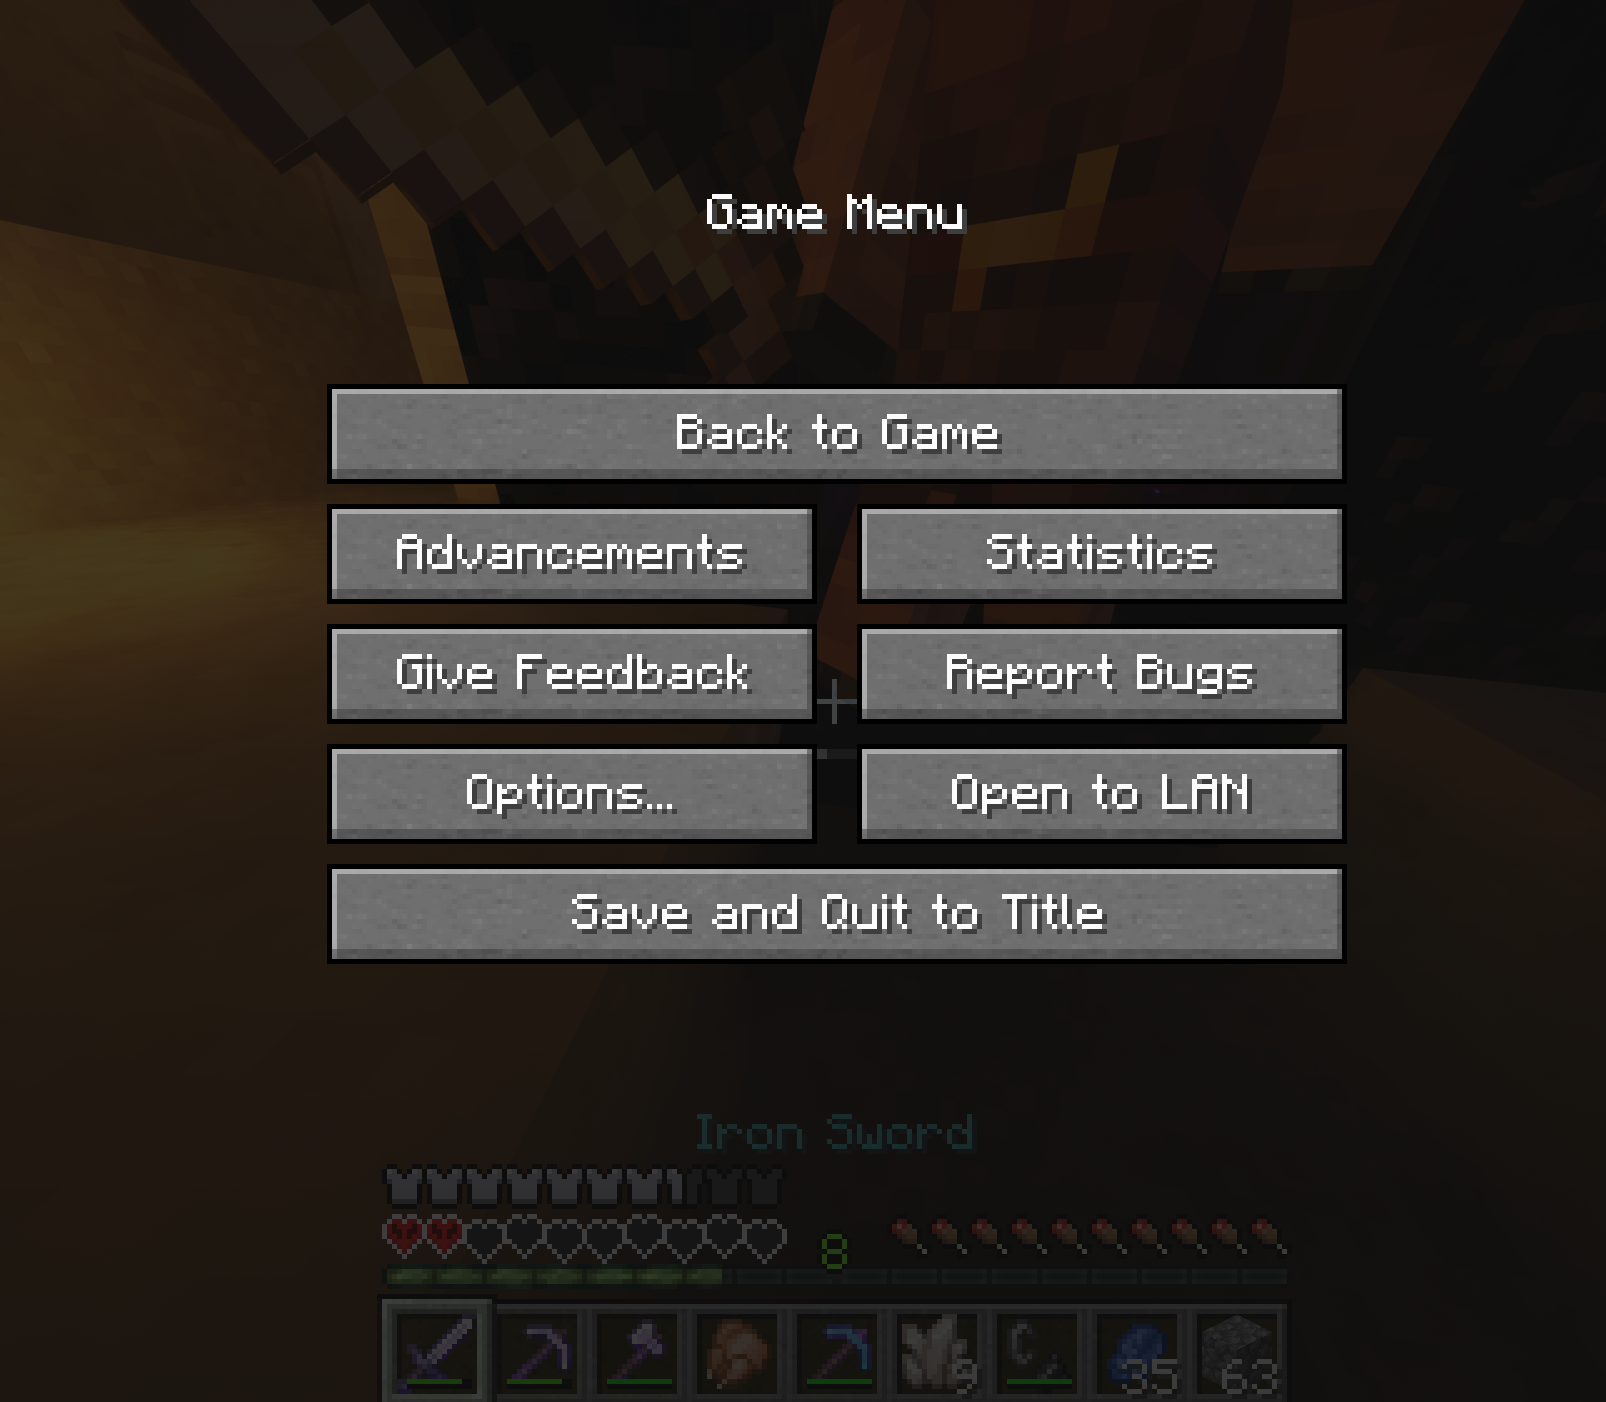 Game Menu
Back to Game
Advancements
Statistics
Give Feedback
Report Bugs
Options...
Open to LAN
Save and Quit to Title
Iron Sword
8
9
35
63